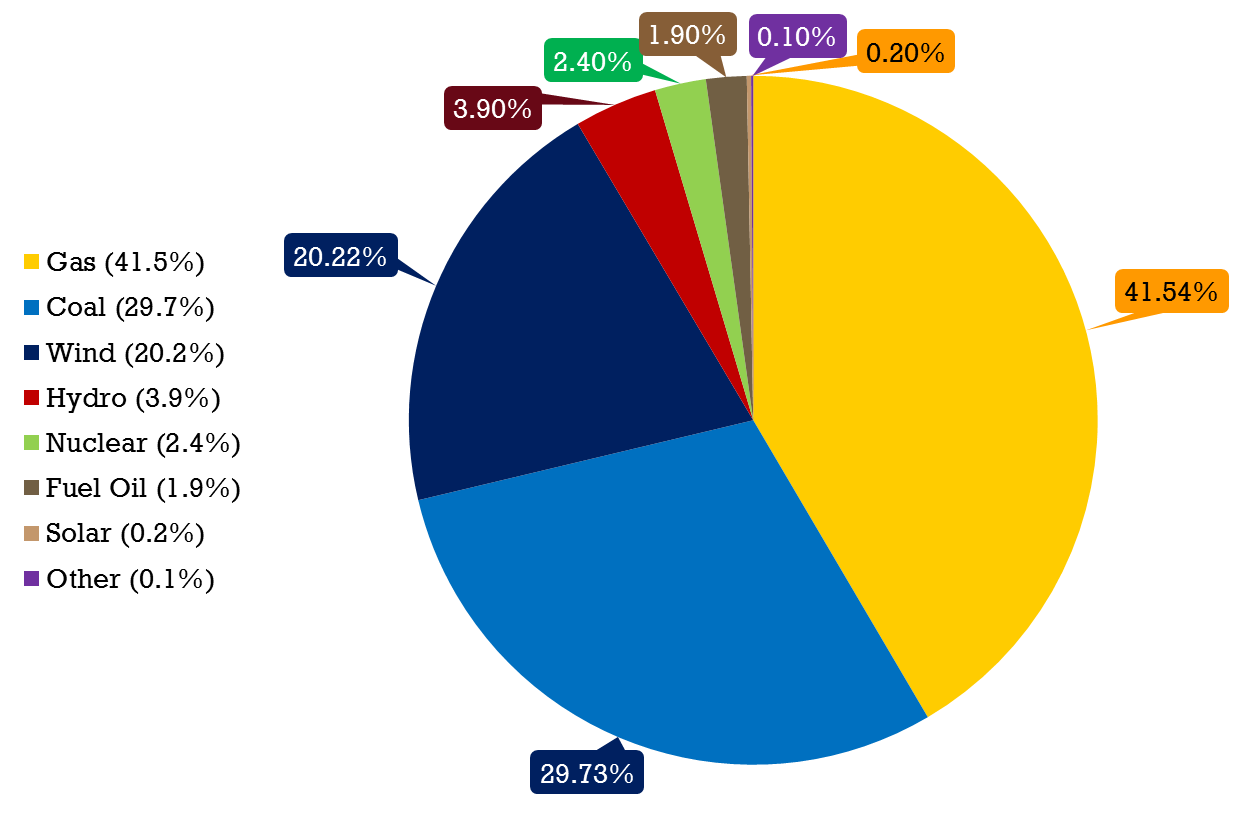 1.90%
0.10%
0.20%
2.40%
3.90%
20.22%
41.54%
29.73%
Gas (41.5%)
Coal (29.7%)
Wind (20.2%)
Hydro (3.9%)
Nuclear (2.4%)
Fuel Oil (1.9%)
Solar (0.2%)
Other (0.1%)